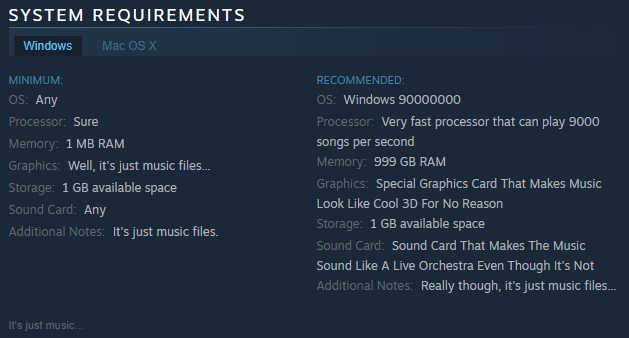 SYSTEM REQUIREMENTS
Windows Mac OS X
MINIMUM:
OS: Any
Processor: Sure
Memory: 1 MB RAM
Graphics: Well, it's just music files...
Storage: 1 GB available space
Sound Card: Any
Additional Notes: It's just music files.
RECOMMENDED:
OS: Windows 90000000
Processor: Very fast processor that can play 9000
songs per second
Memory: 999 GB RAM
Graphics: Special Graphics Card That Makes Music
Look Like Cool 3D For No Reason
Storage: 1 GB available space
Sound Card: Sound Card That Makes The Music
Sound Like A Live Orchestra Even Though It's Not
Additional Notes: Really though, it's just music files...
It's just music...